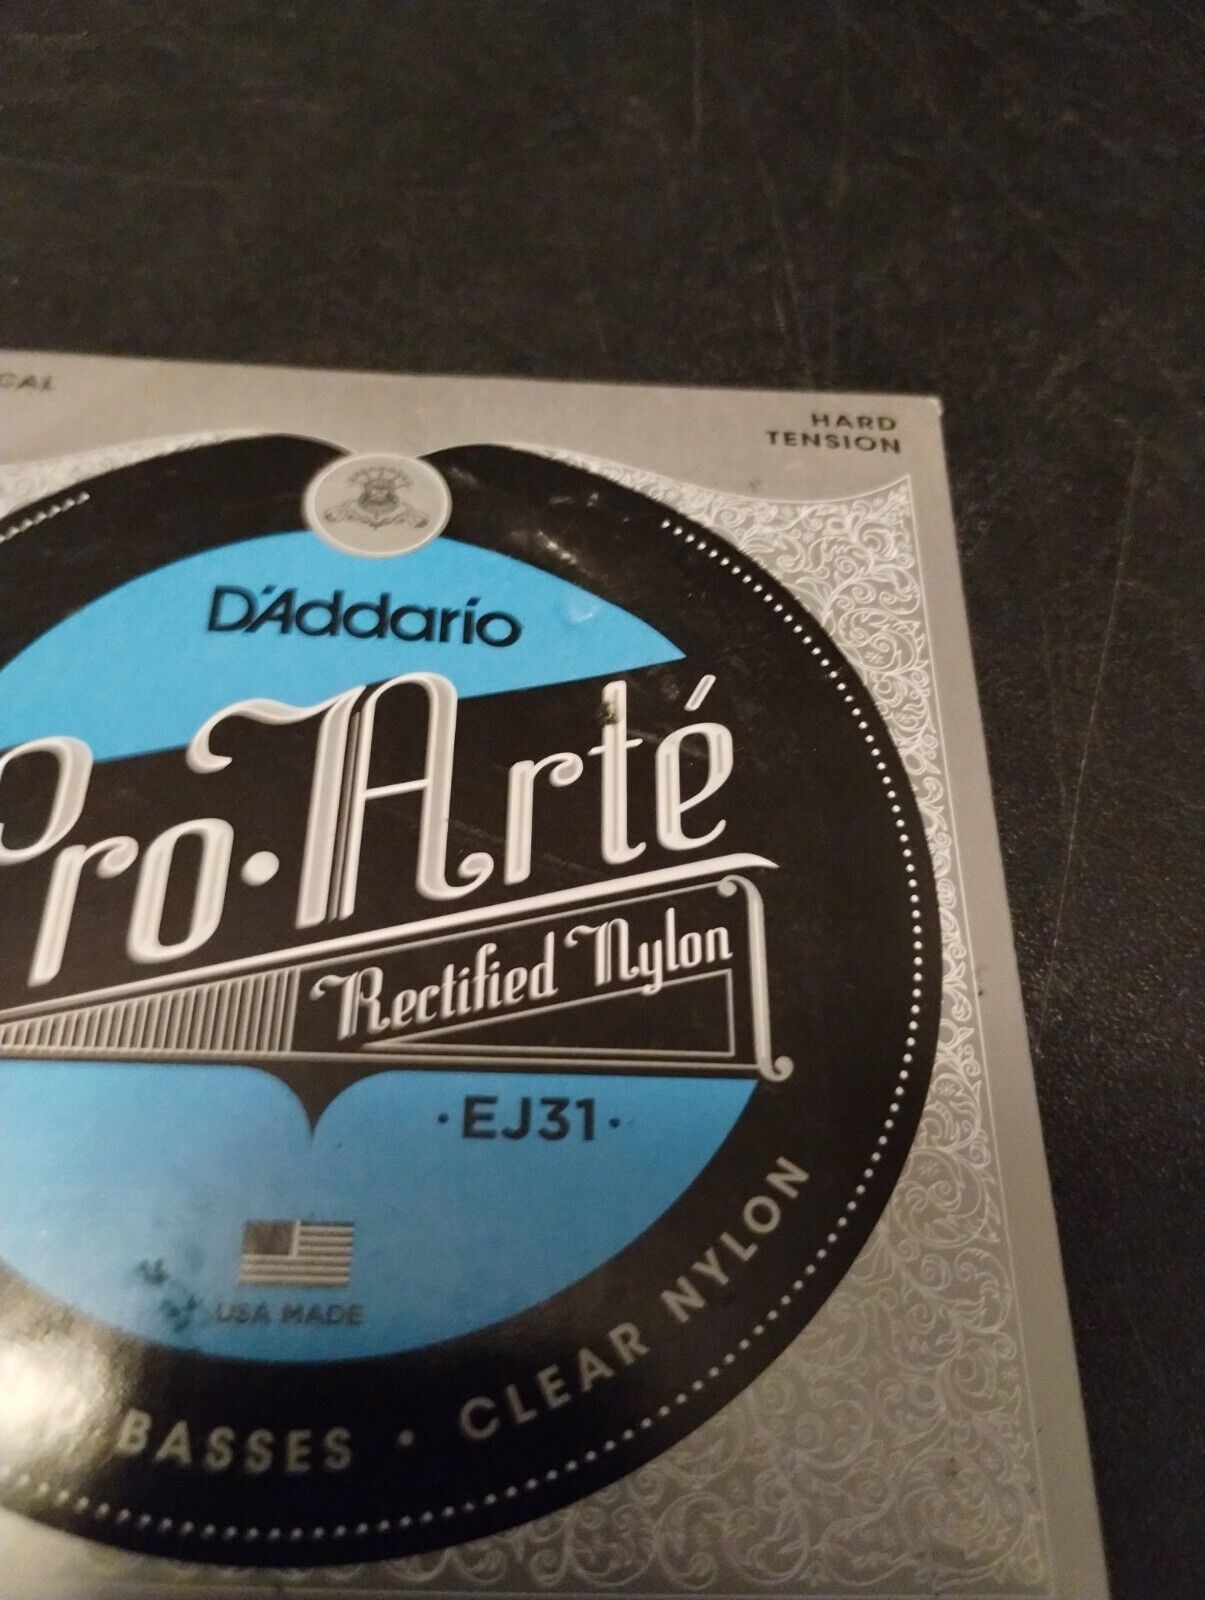 HARD
TENSION
D'Addario
Pro·Arté
Rectified Nylon
·EJ31·
USA MADE
BASSES · CLEAR NYLON